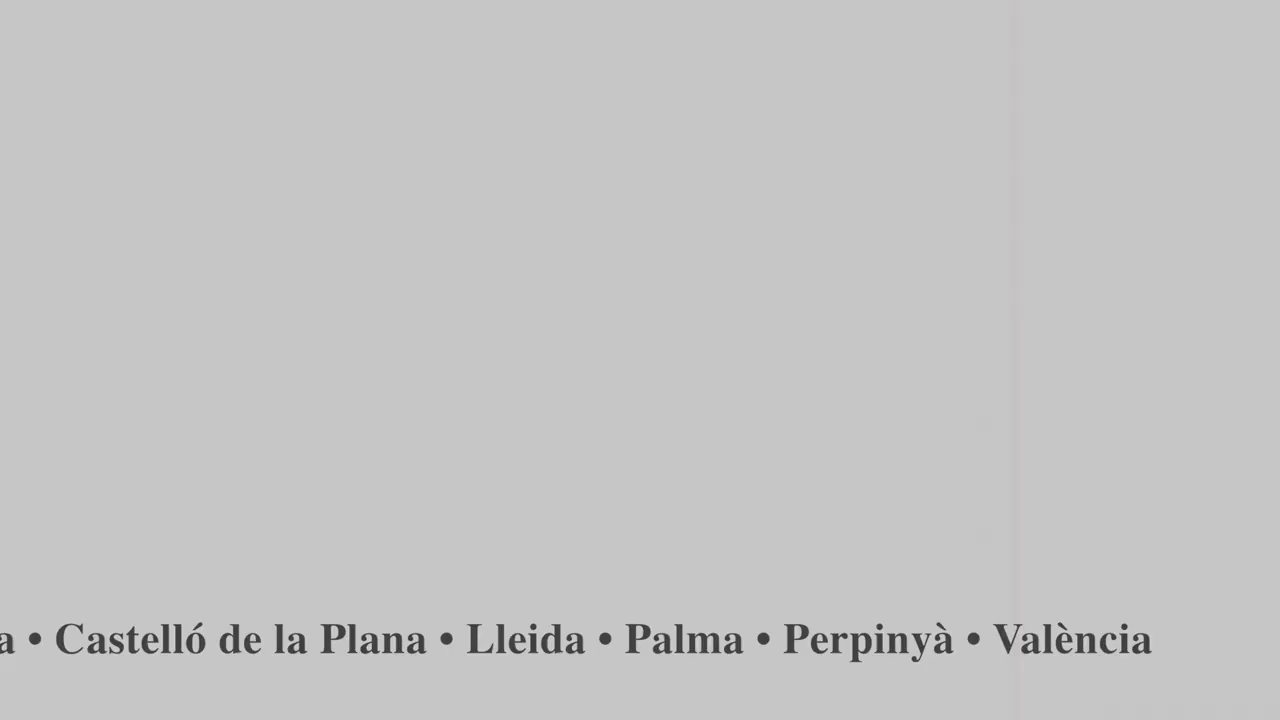 a • Castelló de la Plana • Lleida • Palma • Perpinyà • València